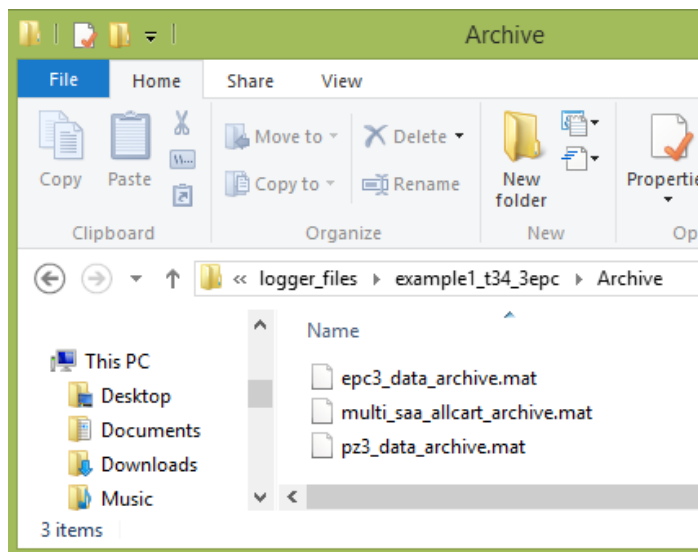 Archive
File Home Share View
Move to Delete
Copy Paste Copy to Rename New folder Properti
Clipboard Organize New Op
« logger_files example1_t34_3epc Archive
Name
This PC
epc3_data_archive.mat
Desktop
multi_saa_allcart_archive.mat
Documents
pz3_data_archive.mat
Downloads
Music
3 items